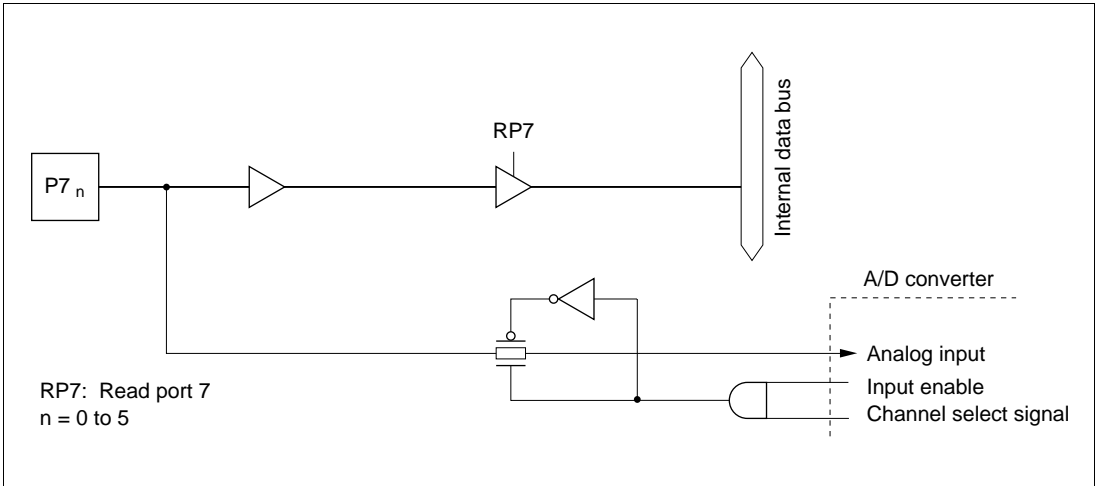 RP7
P7 n
Internal data bus
A/D converter
Analog input
Input enable
Channel select signal
RP7: Read port 7
n = 0 to 5